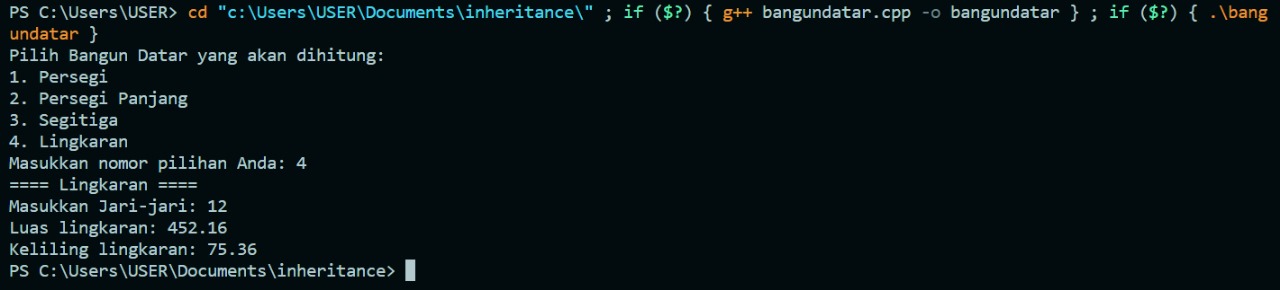 PS C:\Users\USER> cd "c:\Users\USER\Documents\inheritance\" ; if ($?) { g++ bangundatar.cpp -o bangundatar } ; if ($?) { .\bang
undatar }
Pilih Bangun Datar yang akan dihitung:
1. Persegi
2. Persegi Panjang
3. Segitiga
4. Lingkaran
Masukkan nomor pilihan Anda: 4
==== Lingkaran ====
Masukkan Jari-jari: 12
Luas lingkaran: 452.16
Keliling lingkaran: 75.36
PS C:\Users\USER\Documents\inheritance>